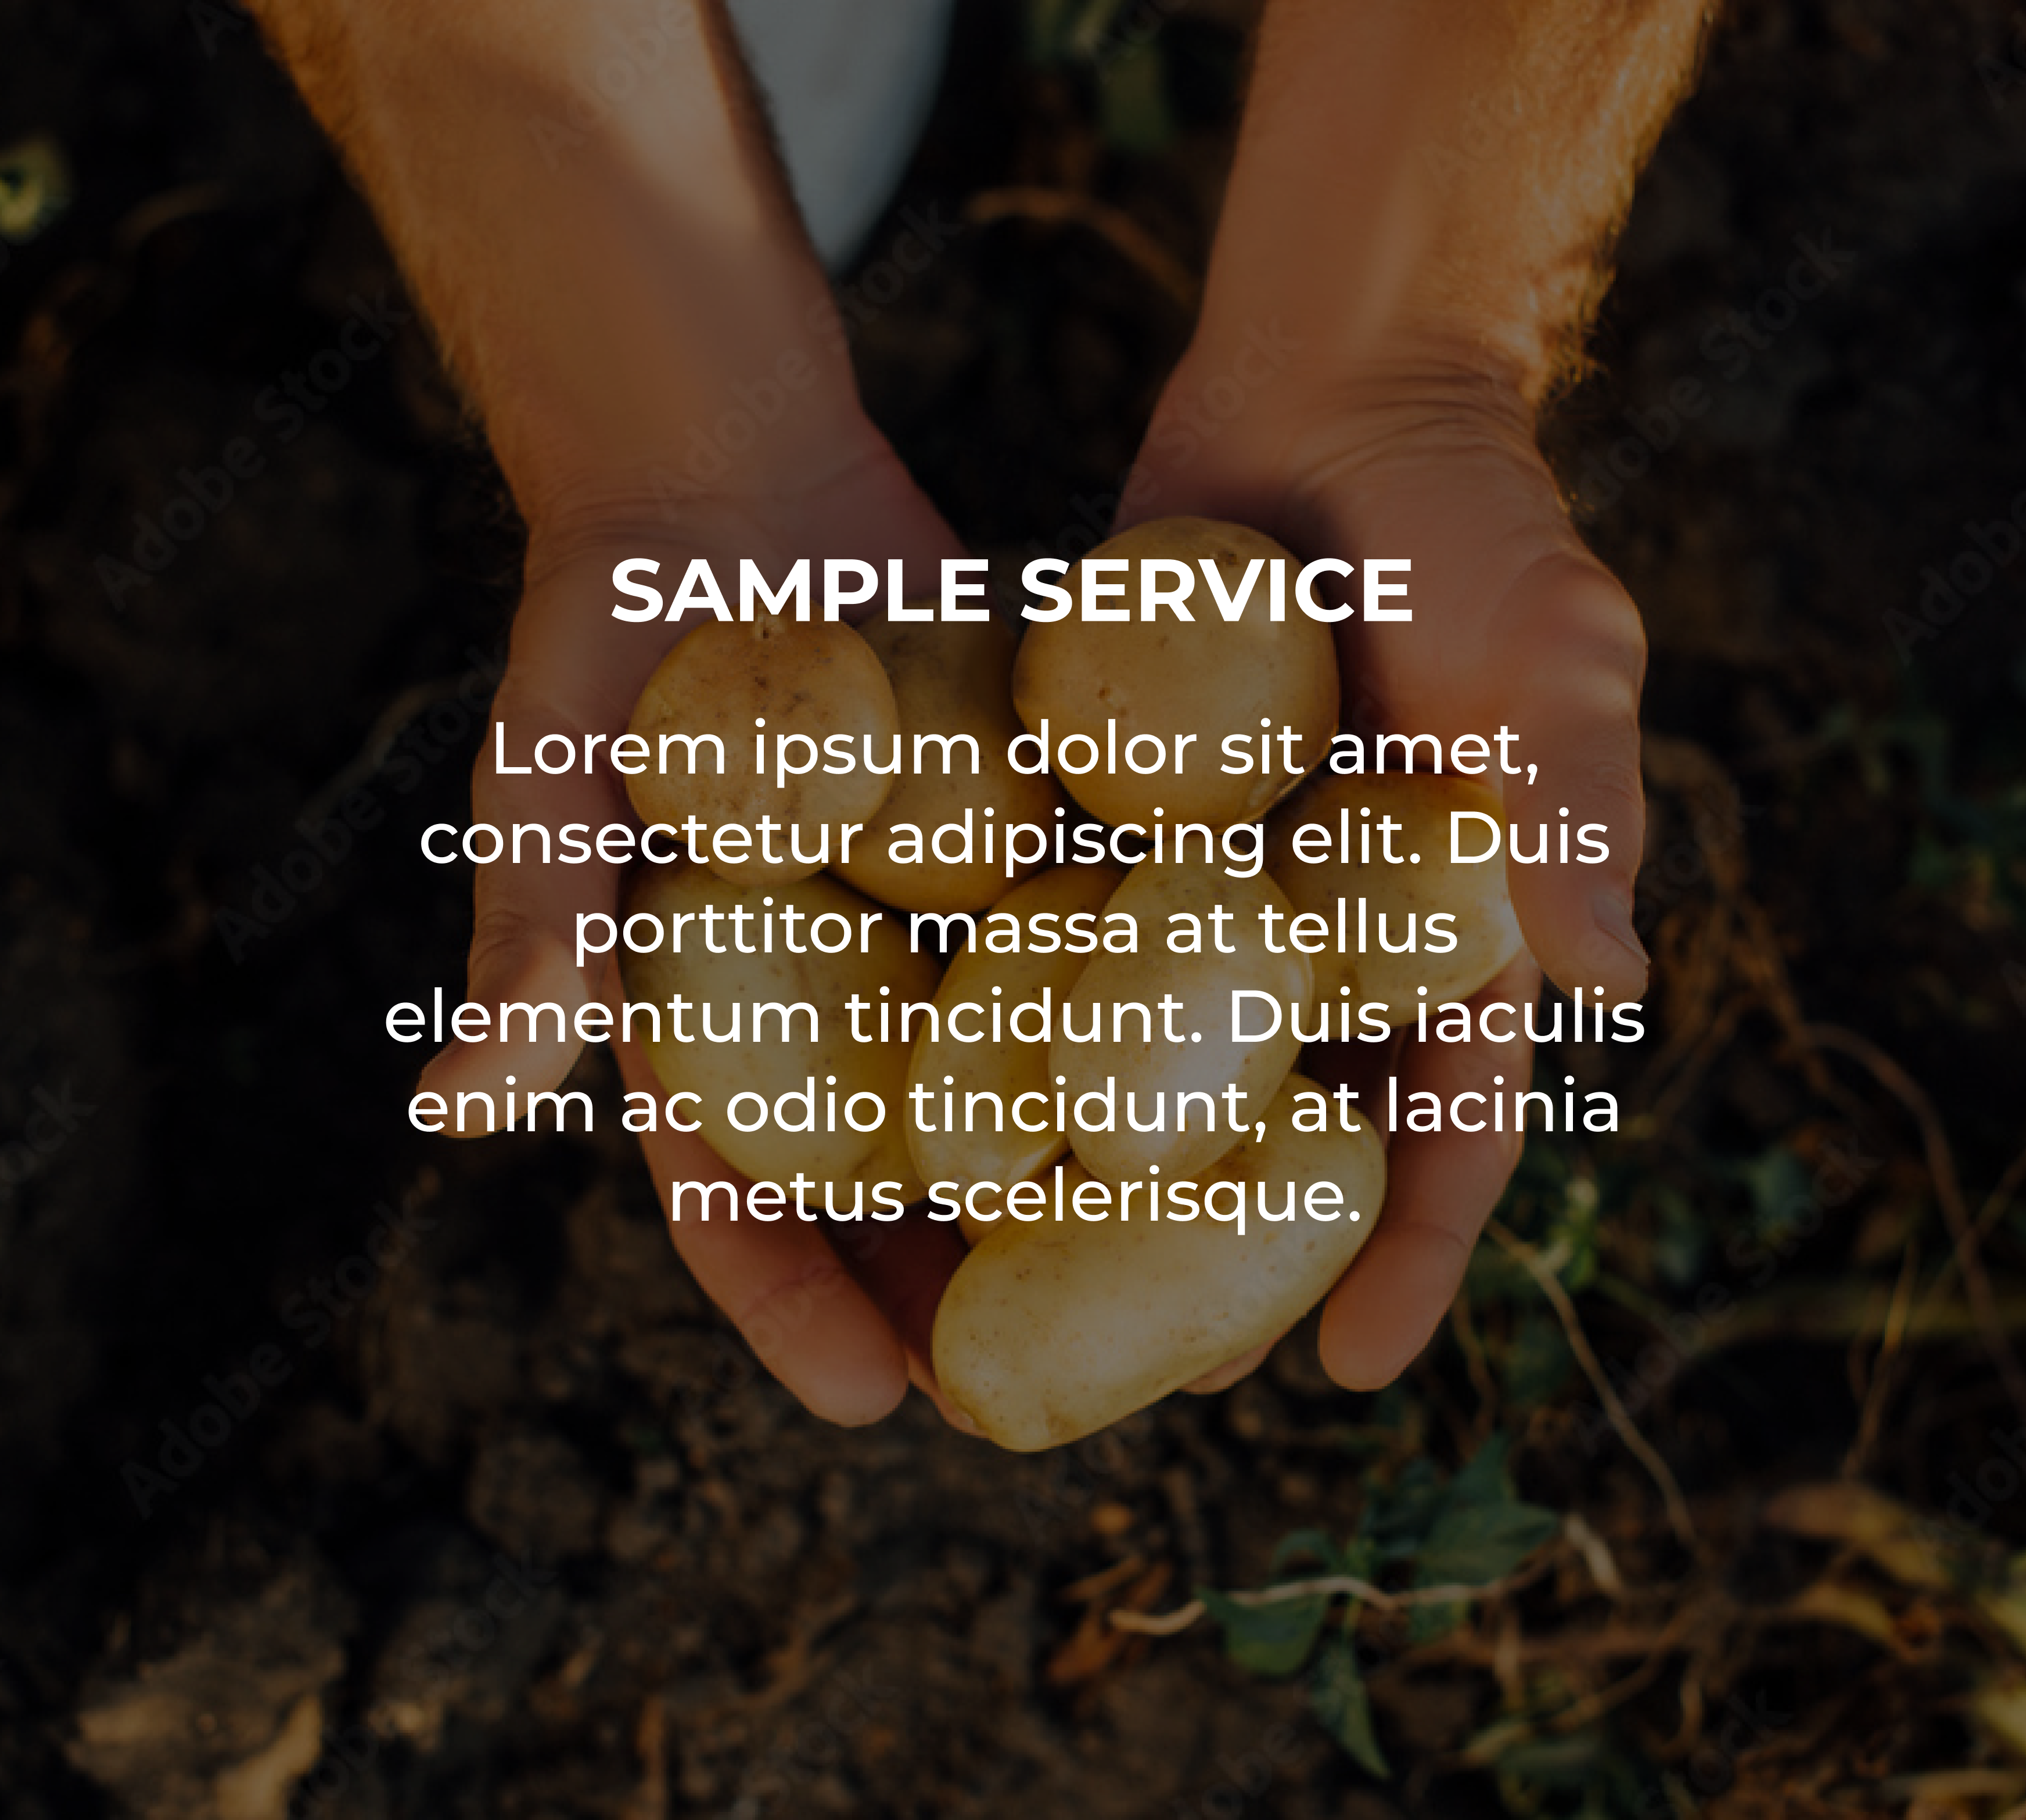 SAMPLE SERVICE
Lorem ipsum dolor sit amet,
consectetur adipiscing elit. Duis
porttitor massa at tellus
elementum tincidunt. Duis iaculis
enim ac odio tincidunt, at lacinia
metus scelerisque.
Adobe Stock